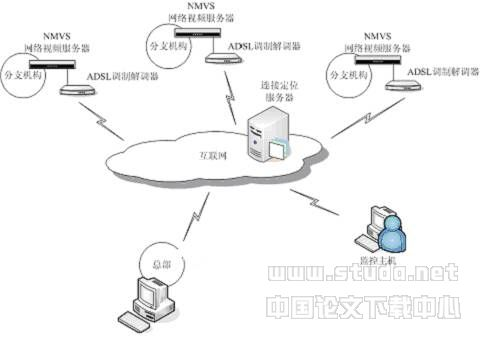 NMVS
网络视频服务器
分支机构
ADSL调制解调器
NMVS
网络视频服务器
分支机构
ADSL调制解调器
NMVS
网络视频服务器
分支机构
ADSL调制解调器
连接定位
服务器
互联网
总部
监控主机
www.studa.net
中国论文下载中心